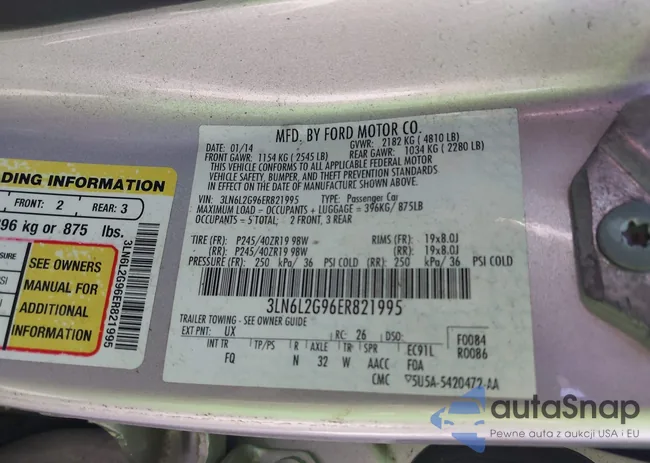 MFD. BY FORD MOTOR CO.
DATE: 01/14 GVWR: 2182 KG ( 4810 LB)
FRONT GAWR: 1154 KG ( 2545 LB) REAR GAWR: 1034 KG ( 2280 LB)
THIS VEHICLE CONFORMS TO ALL APPLICABLE FEDERAL MOTOR
VEHICLE SAFETY, BUMPER, AND THEFT PREVENTION STANDARDS
IN EFFECT ON THE DATE OF MANUFACTURE SHOWN ABOVE.
VIN: 3LN6L2G96ER821995 TYPE: Passenger Car
MAXIMUM LOAD = OCCUPANTS + LUGGAGE = 396KG/ 875LB
OCCUPANTS = 5 TOTAL: 2 FRONT, 3 REAR
TIRE (FR): P245/40ZR19 98W RIMS (FR): 19x8.0J
(RR): P245/40ZR19 98W (RR): 19x8.0J
PRESSURE (FR): 250 kPa/ 36 PSI COLD (RR): 250 kPa/ 36 PSI COLD
3LN6L2G96ER821995
TRAILER TOWING - SEE OWNER GUIDE
EXT PNT: UX RC: 26 DSO: F0084
INT TR TP/PS R AXLE TR SPR EC91L R0086
FQ N 32 W AACC FOA
CMC 5U5A-5420472-AA
DING INFORMATION
FRONT: 2 REAR: 3
96 kg or 875 lbs.
SURE
SEE OWNERS
MANUAL FOR
ADDITIONAL
INFORMATION
3LN6L2G96ER821995
autaSnap
Pewne auta z aukcji USA i EU